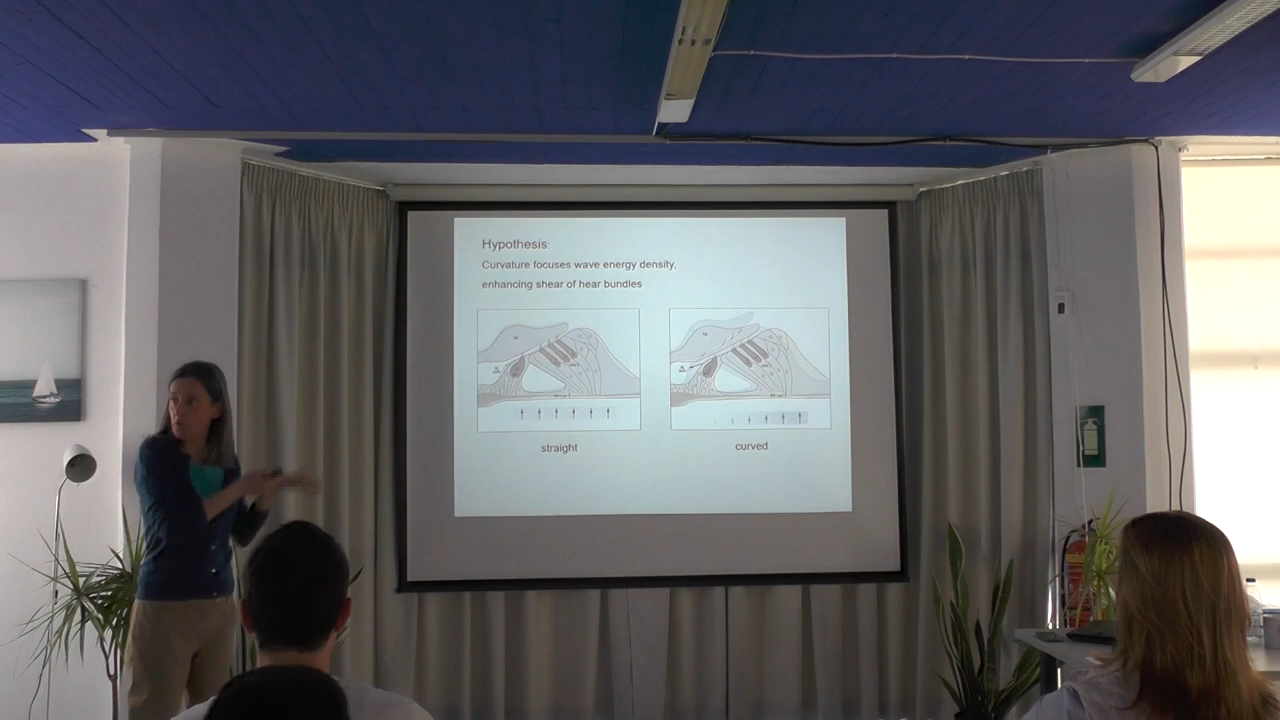 Hypothesis:
Curvature focuses wave energy density,
enhancing shear of hear bundles
straight
curved